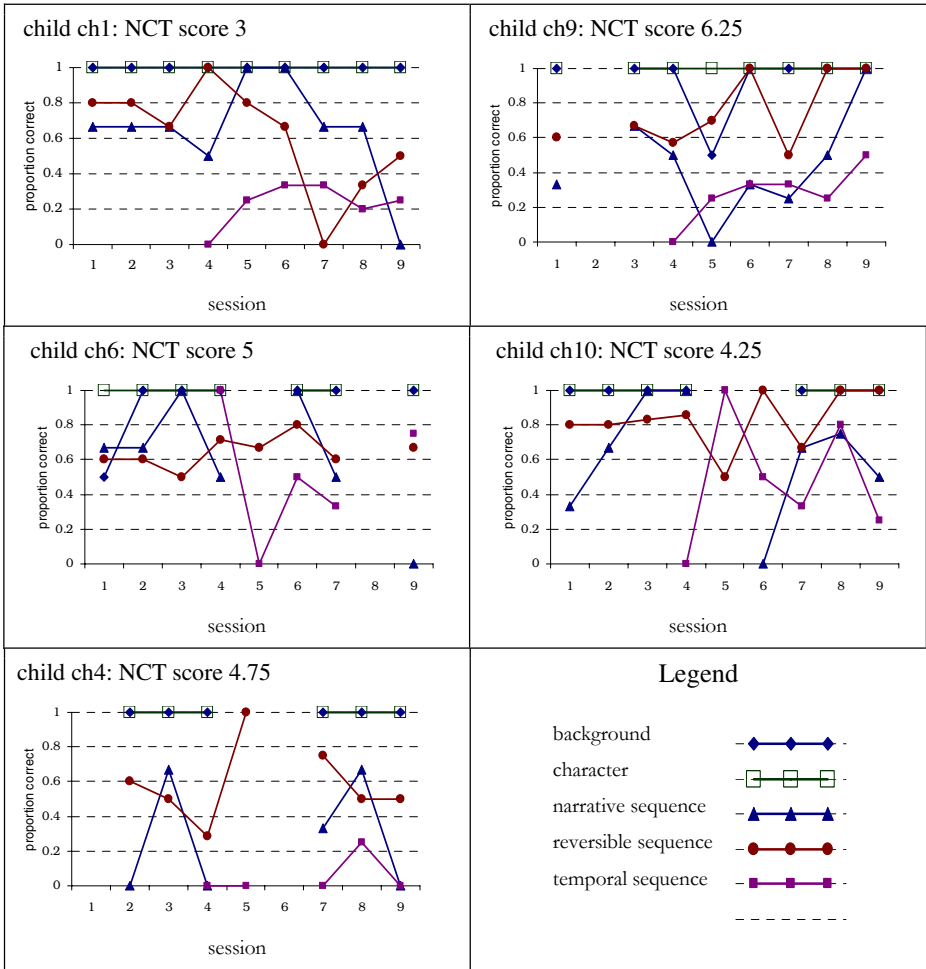 child ch1: NCT score 3
proportion correct
1
0.8
0.6
0.4
0.2
0
1 2 3 4 5 6 7 8 9
session
child ch9: NCT score 6.25
proportion correct
1
0.8
0.6
0.4
0.2
0
1 2 3 4 5 6 7 8 9
session
child ch6: NCT score 5
proportion correct
1
0.8
0.6
0.4
0.2
0
1 2 3 4 5 6 7 8 9
session
child ch10: NCT score 4.25
proportion correct
1
0.8
0.6
0.4
0.2
0
1 2 3 4 5 6 7 8 9
session
child ch4: NCT score 4.75
proportion correct
1
0.8
0.6
0.4
0.2
0
1 2 3 4 5 6 7 8 9
session
Legend
background
character
narrative sequence
reversible sequence
temporal sequence